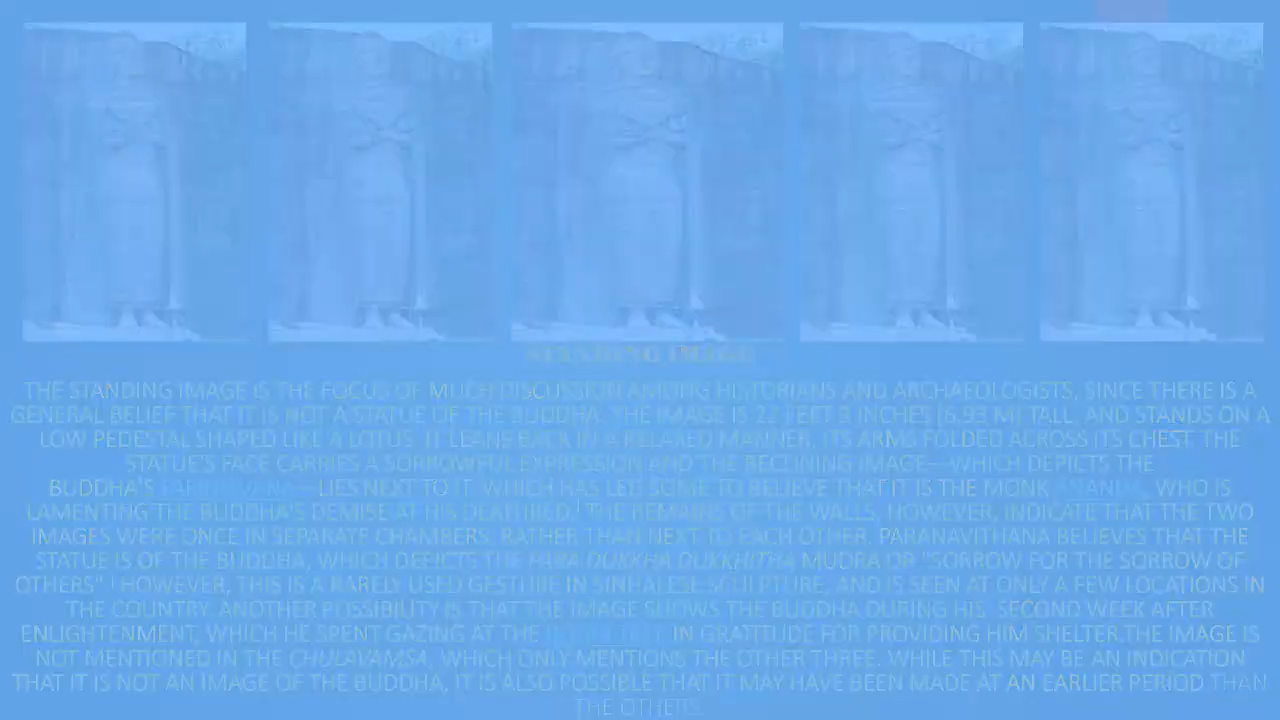 STANDING IMAGE
THE STANDING IMAGE IS THE FOCUS OF MUCH DISCUSSION AMONG HISTORIANS AND ARCHAEOLOGISTS, SINCE THERE IS A
GENERAL BELIEF THAT IT IS NOT A STATUE OF THE BUDDHA. THE IMAGE IS 22 FEET 9 INCHES (6.93 M) TALL, AND STANDS ON A
LOW PEDESTAL SHAPED LIKE A LOTUS. IT LEANS BACK IN A RELAXED MANNER, ITS ARMS FOLDED ACROSS ITS CHEST. THE
STATUE'S FACE CARRIES A SORROWFUL EXPRESSION AND THE RECLINING IMAGE—WHICH DEPICTS THE
BUDDHA'S PARINIRVANA—LIES NEXT TO IT, WHICH HAS LED SOME TO BELIEVE THAT IT IS THE MONK ANANDA, WHO IS
LAMENTING THE BUDDHA'S DEMISE AT HIS DEATHBED. THE REMAINS OF THE WALLS, HOWEVER, INDICATE THAT THE TWO
IMAGES WERE ONCE IN SEPARATE CHAMBERS, RATHER THAN NEXT TO EACH OTHER. PARANAVITHANA BELIEVES THAT THE
STATUE IS OF THE BUDDHA, WHICH DEPICTS THE PARA DUKKHA DUKKHITHA MUDRA OR "SORROW FOR THE SORROW OF
OTHERS" HOWEVER, THIS IS A RARELY USED GESTURE IN SINHALESE SCULPTURE, AND IS SEEN AT ONLY A FEW LOCATIONS IN
THE COUNTRY. ANOTHER POSSIBILITY IS THAT THE IMAGE SHOWS THE BUDDHA DURING HIS SECOND WEEK AFTER
ENLIGHTENMENT, WHICH HE SPENT GAZING AT THE IN GRATITUDE FOR PROVIDING HIM SHELTER.THE IMAGE IS
NOT MENTIONED IN THE CHULAVAMSA, WHICH ONLY MENTIONS THE OTHER THREE. WHILE THIS MAY BE AN INDICATION
THAT IT IS NOT AN IMAGE OF THE BUDDHA, IT IS ALSO POSSIBLE THAT IT MAY HAVE BEEN MADE AT AN EARLIER PERIOD THAN
THE OTHERS.